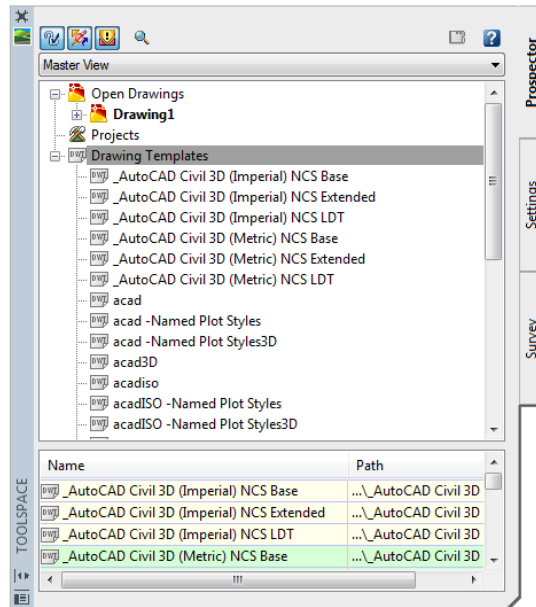 Master View
Open Drawings
Drawing1
Projects
Drawing Templates
_AutoCAD Civil 3D (Imperial) NCS Base
_AutoCAD Civil 3D (Imperial) NCS Extended
_AutoCAD Civil 3D (Imperial) NCS LDT
_AutoCAD Civil 3D (Metric) NCS Base
_AutoCAD Civil 3D (Metric) NCS Extended
_AutoCAD Civil 3D (Metric) NCS LDT
acad
acad -Named Plot Styles
acad -Named Plot Styles3D
acad3D
acadiso
acadISO -Named Plot Styles
acadISO -Named Plot Styles3D
Name Path
_AutoCAD Civil 3D (Imperial) NCS Base ...\_AutoCAD Civil 3D
_AutoCAD Civil 3D (Imperial) NCS Extended ...\_AutoCAD Civil 3D
_AutoCAD Civil 3D (Imperial) NCS LDT ...\_AutoCAD Civil 3D
_AutoCAD Civil 3D (Metric) NCS Base ...\_AutoCAD Civil 3D
TOOLSPACE
Prospector
Settings
Survey